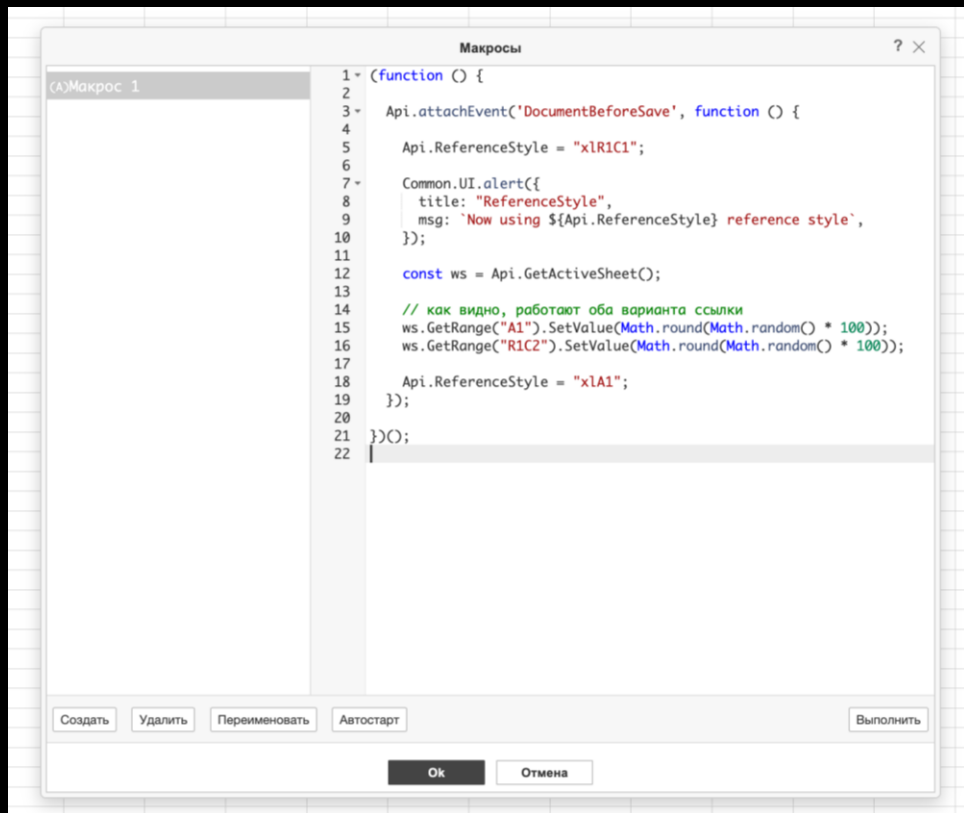 Макросы
?
(A)Макрос 1
1 (function () {
2
3 Api.attachEvent('DocumentBeforeSave', function () {
4
5 Api.ReferenceStyle = "xlR1C1";
6
7 Common.UI.alert({
8 title: "ReferenceStyle",
9 msg: `Now using ${Api.ReferenceStyle} reference style`,
10 });
11
12 const ws = Api.GetActiveSheet();
13
14 // как видно, работают оба варианта ссылки
15 ws.GetRange("A1").SetValue(Math.round(Math.random() * 100));
16 ws.GetRange("R1C2").SetValue(Math.round(Math.random() * 100));
17
18 Api.ReferenceStyle = "xlA1";
19 });
20
21 })();
22
Создать Удалить Переименовать Автостарт Выполнить
Ok Отмена